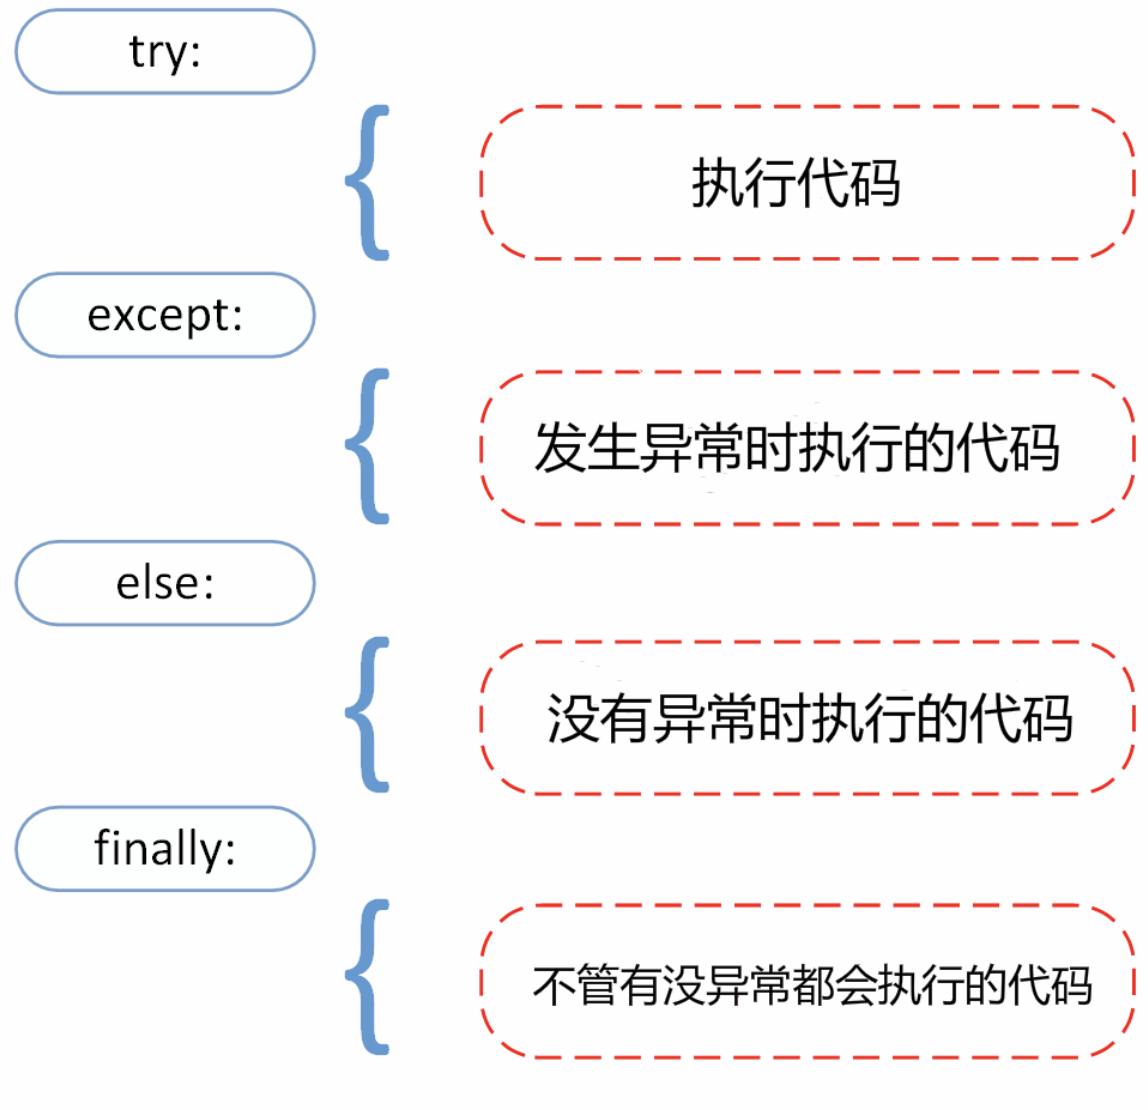 try:
执行代码
except:
发生异常时执行的代码
else:
没有异常时执行的代码
finally:
不管有没异常都会执行的代码